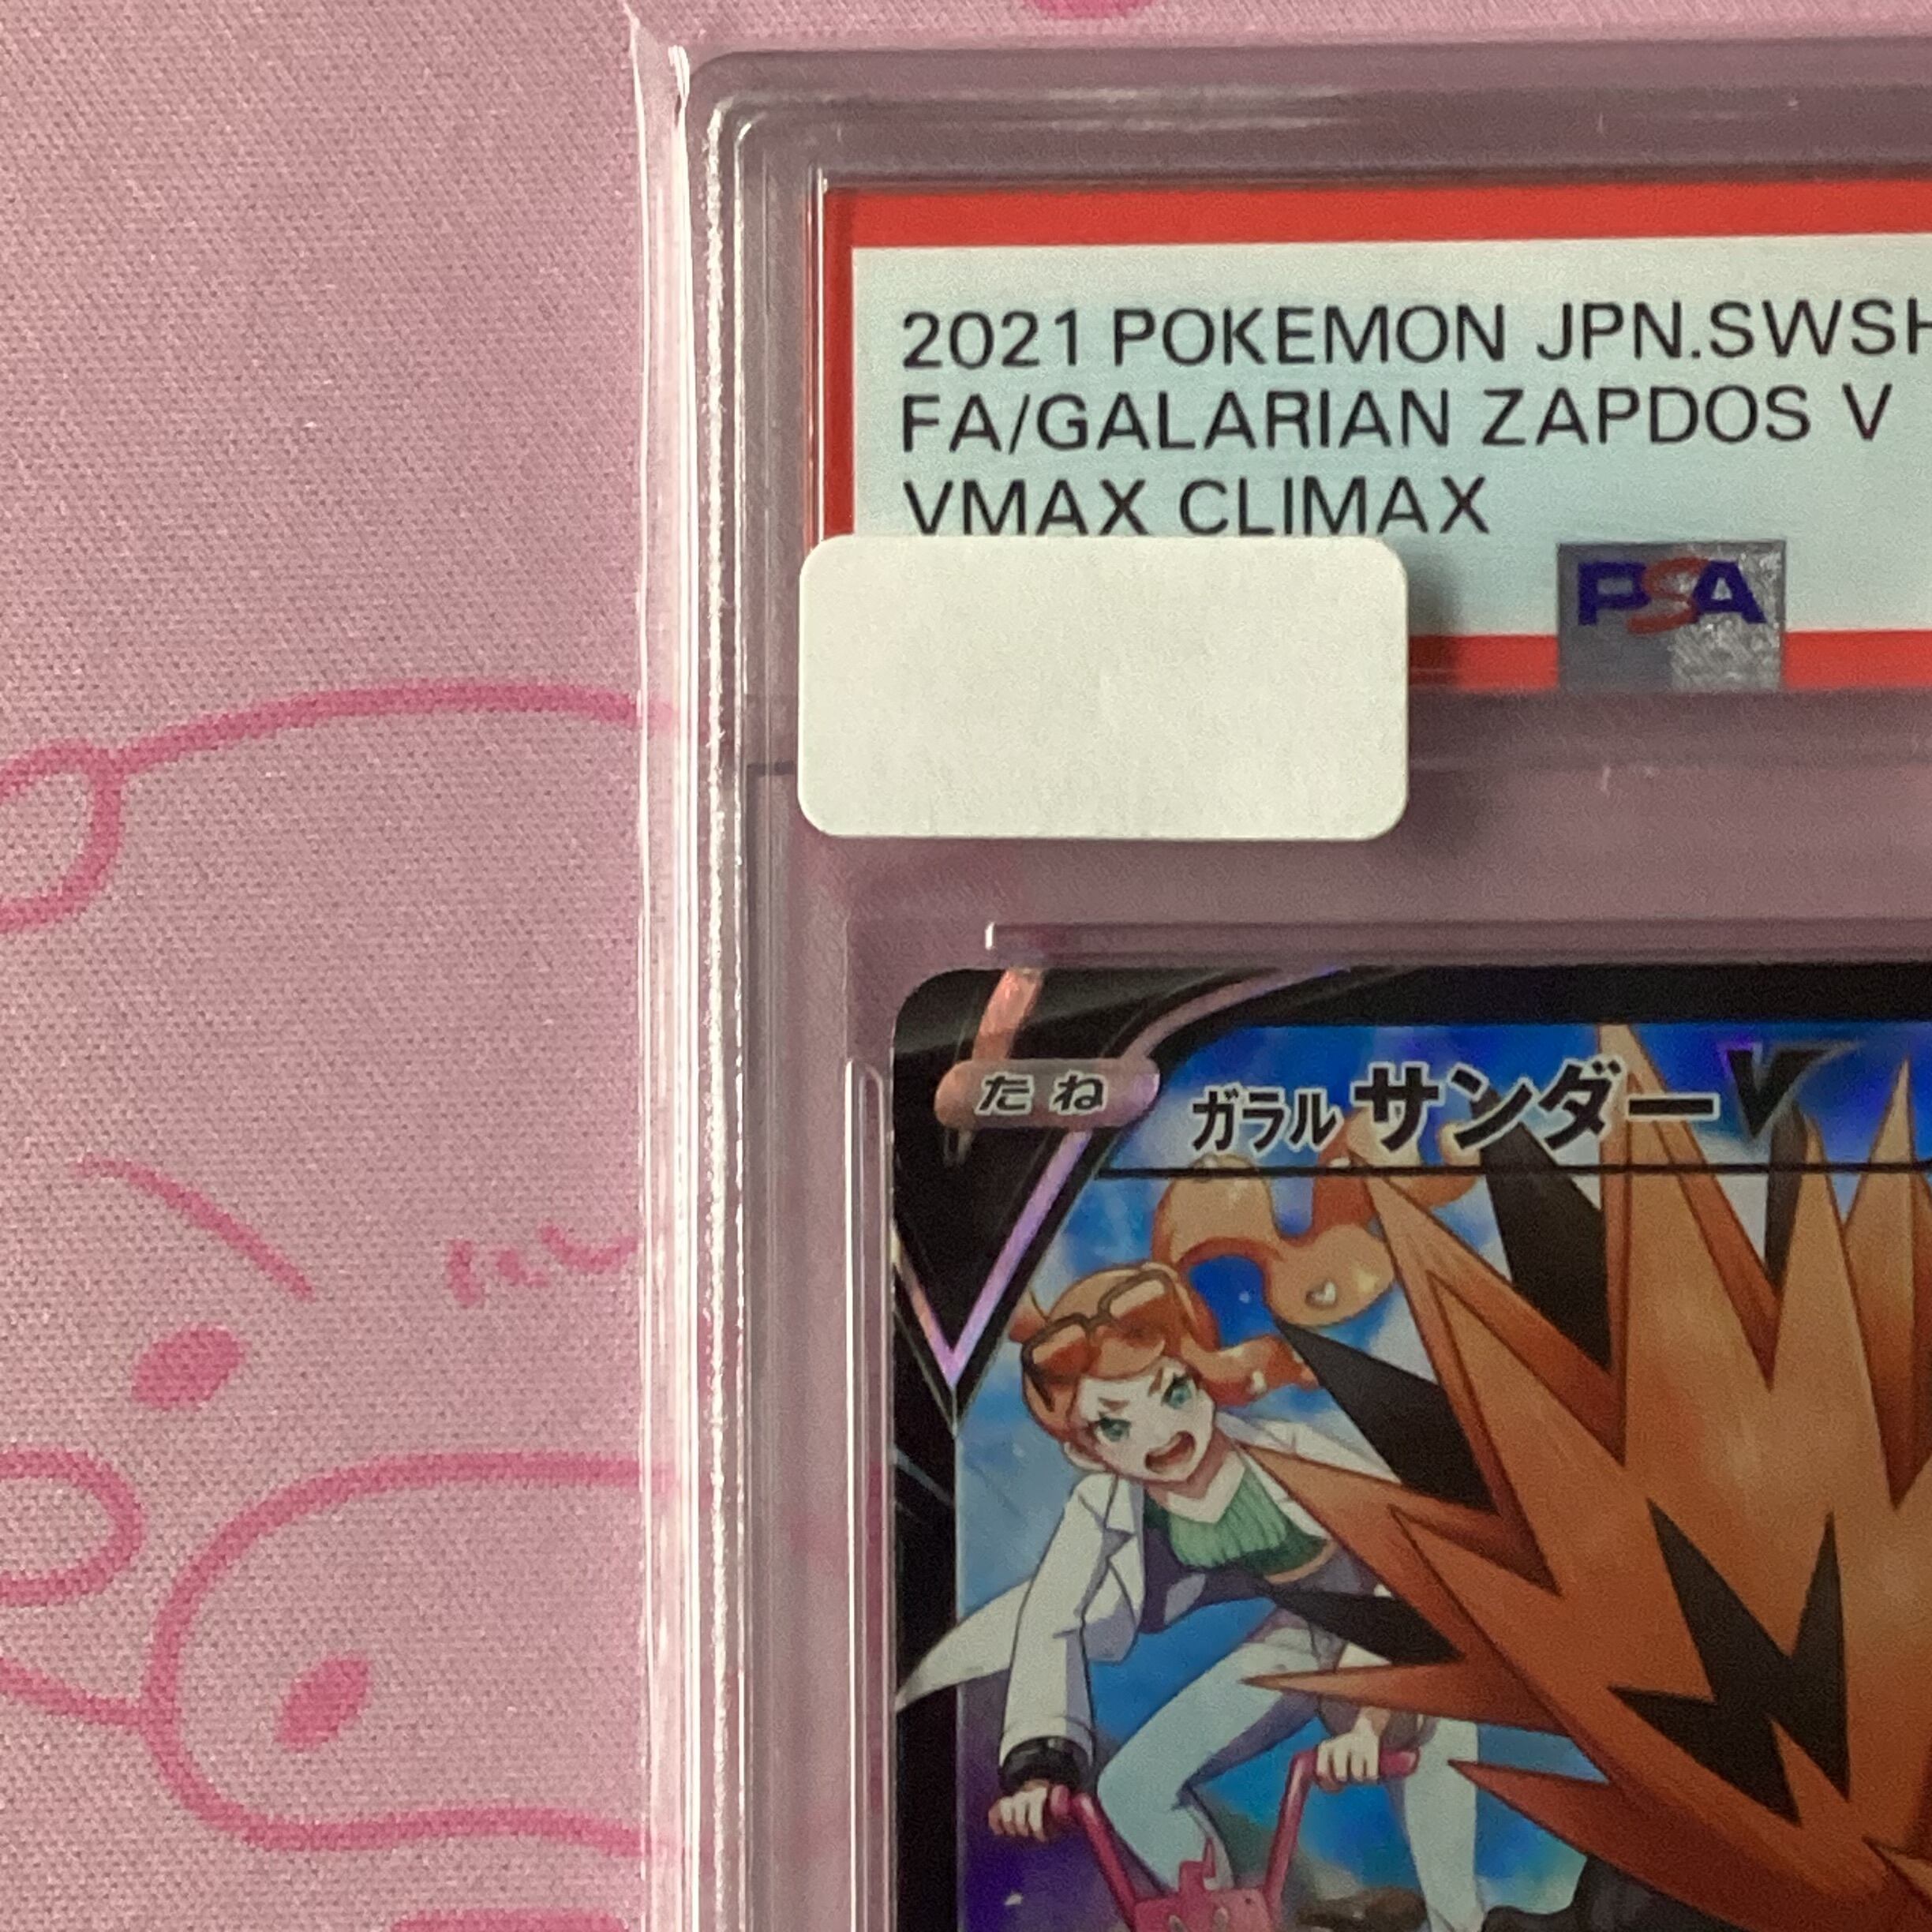 2021 POKEMON JPN.SWSH
FA/GALARIAN ZAPDOS V
VMAX CLIMAX
PSA
たね ガラルサンダーV